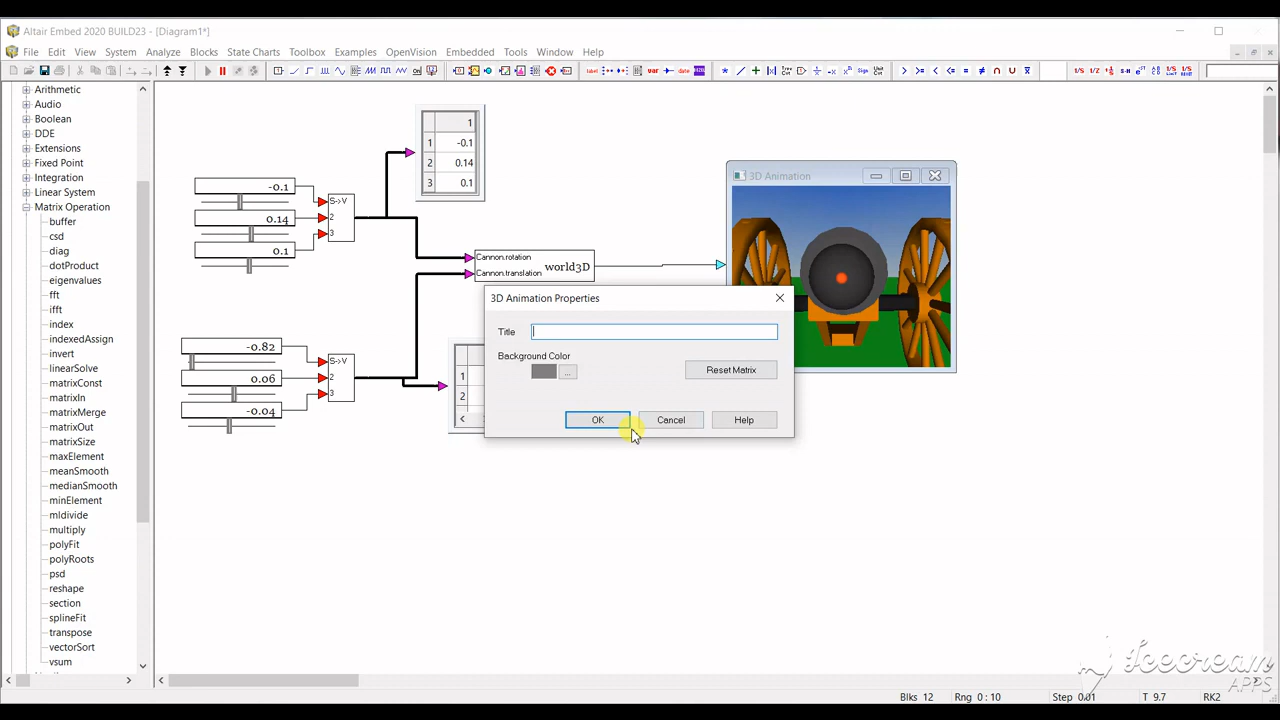 Altair Embed 2020 BUILD23 - [Diagram1*]
File Edit View System Analyze Blocks State Charts Toolbox Examples OpenVision Embedded Tools Window Help
Arithmetic
Audio
Boolean
DDE
Extensions
Fixed Point
Integration
Linear System
Matrix Operation
buffer
csd
diag
dotProduct
eigenvalues
fft
ifft
index
indexedAssign
invert
linearSolve
matrixConst
matrixIn
matrixMerge
matrixOut
matrixSize
maxElement
meanSmooth
medianSmooth
minElement
mldivide
multiply
polyFit
polyRoots
psd
reshape
section
splineFit
transpose
vectorSort
vsum
-0.1
0.14
0.1
S->V
2
3
1
1 -0.1
2 0.14
3 0.1
-0.82
0.06
-0.04
S->V
2
3
1
2
Cannon.rotation
Cannon.translation
world3D
3D Animation
3D Animation Properties
Title
Background Color
...
Reset Matrix
OK Cancel Help
Icecream
APPS
Blks 12 Rng 0 : 10 Step 0.01 T 9.7 RK2